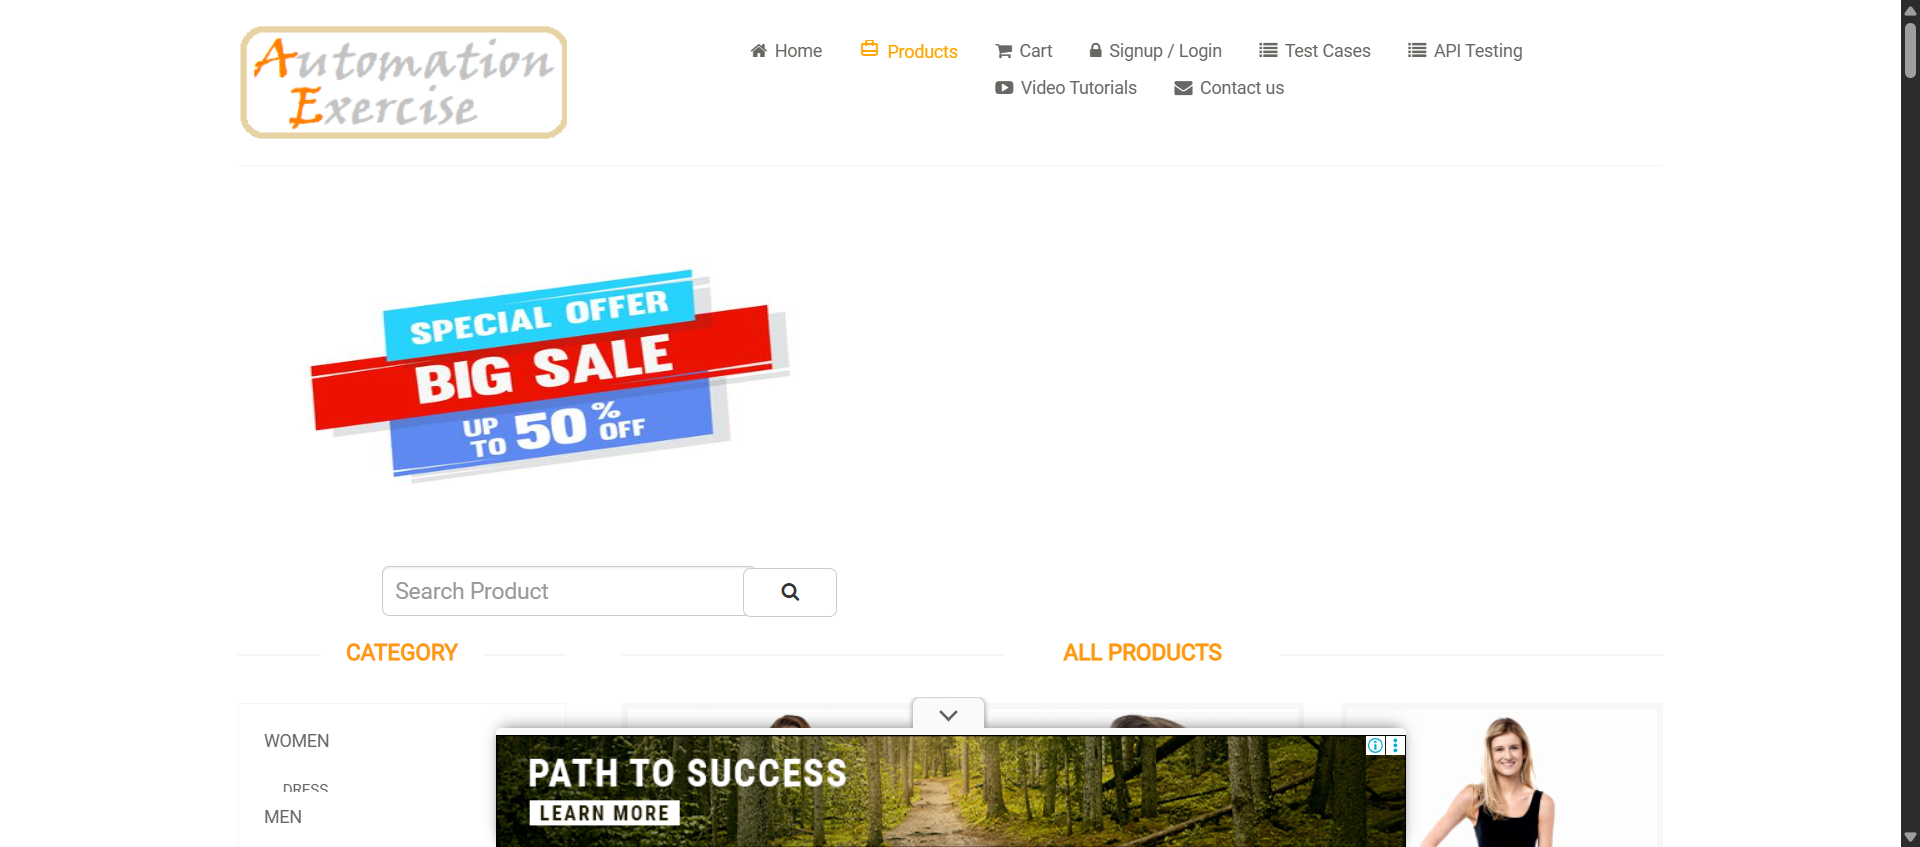 Automation
Exercise
Home
Products
Cart
Signup / Login
Test Cases
API Testing
Video Tutorials
Contact us
SPECIAL OFFER
BIG SALE
UP TO 50% OFF
Search Product
CATEGORY
ALL PRODUCTS
WOMEN
DRESS
MEN
PATH TO SUCCESS
LEARN MORE